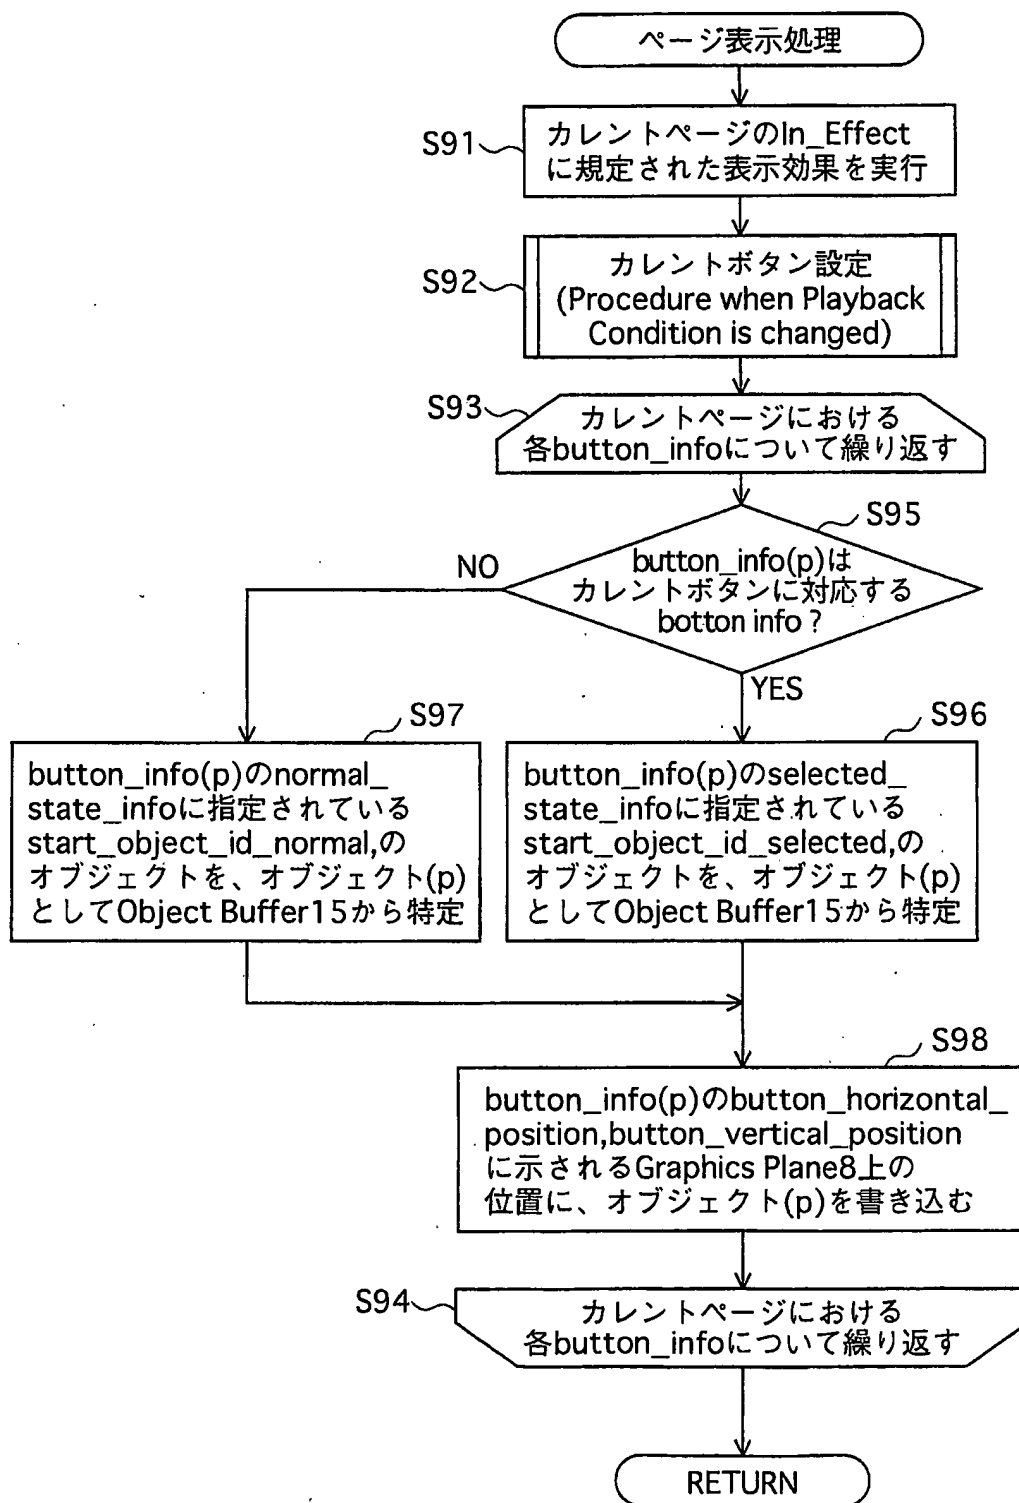 ページ表示処理
S91
カレントページのIn_Effect
に規定された表示効果を実行
S92
カレントボタン設定
(Procedure when Playback
Condition is changed)
S93
カレントページにおける
各button_infoについて繰り返す
S95
button_info(p)は
カレントボタンに対応する
botton info？
NO
YES
S97
button_info(p)のnormal_
state_infoに指定されている
start_object_id_normal,の
オブジェクトを、オブジェクト(p)
としてObject Buffer15から特定
S96
button_info(p)のselected_
state_infoに指定されている
start_object_id_selected,の
オブジェクトを、オブジェクト(p)
としてObject Buffer15から特定
S98
button_info(p)のbutton_horizontal_
position,button_vertical_position
に示されるGraphics Plane8上の
位置に、オブジェクト(p)を書き込む
S94
カレントページにおける
各button_infoについて繰り返す
RETURN